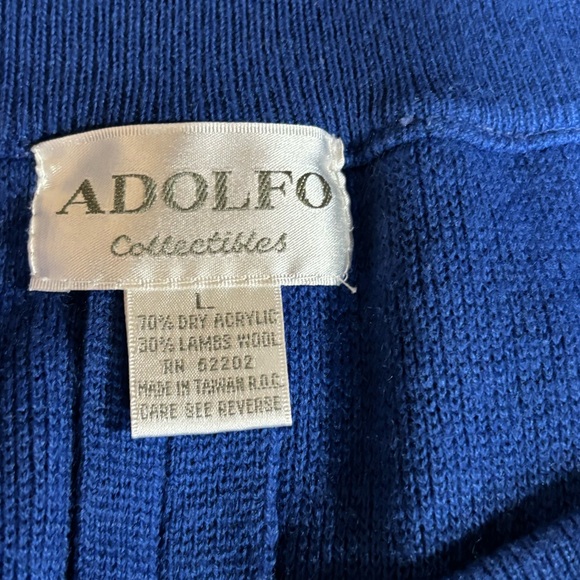 ADOLFO
Collectibles
L
70% DRY ACRYLIC
30% LAMBS WOOL
RN 62202
MADE IN TAIWAN R.O.C.
CARE SEE REVERSE